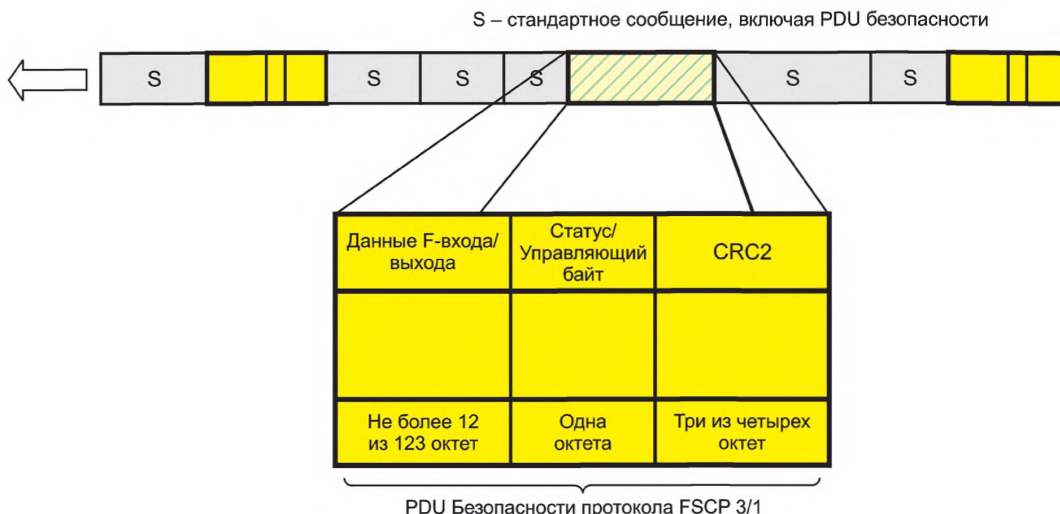 S – стандартное сообщение, включая PDU безопасности
S
S
S
S
S
S
Данные F-входа/
выхода
Статус/
Управляющий
байт
CRC2
Не более 12
из 123 октет
Одна
октета
Три из четырех
октет
PDU Безопасности протокола FSCP 3/1